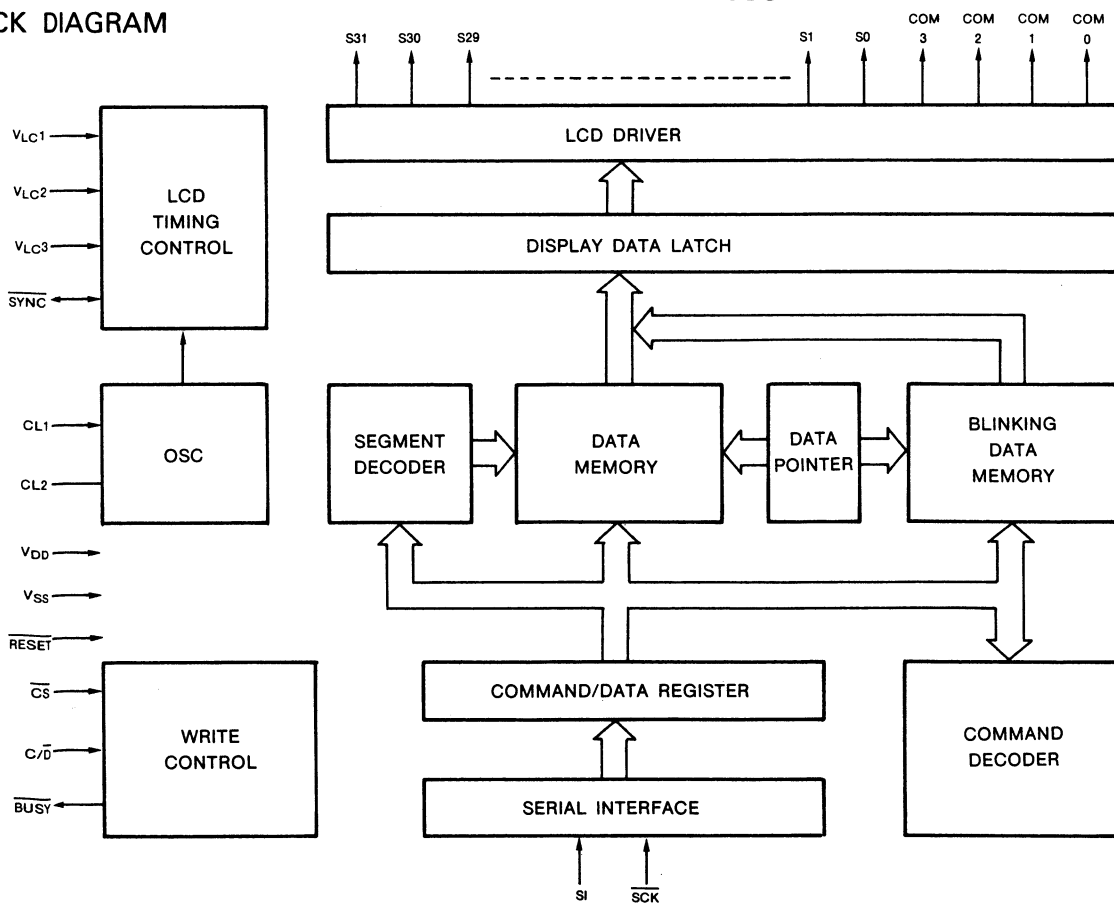 CK DIAGRAM
S31 S30 S29 S1 S0 COM 3 COM 2 COM 1 COM 0
LCD DRIVER
DISPLAY DATA LATCH
VLC1
VLC2
VLC3
SYNC
LCD
TIMING
CONTROL
CL1
CL2
OSC
SEGMENT
DECODER
DATA
MEMORY
DATA
POINTER
BLINKING
DATA
MEMORY
VDD
VSS
RESET
CS
C/D
BUSY
WRITE
CONTROL
COMMAND/DATA REGISTER
SERIAL INTERFACE
COMMAND
DECODER
SI SCK